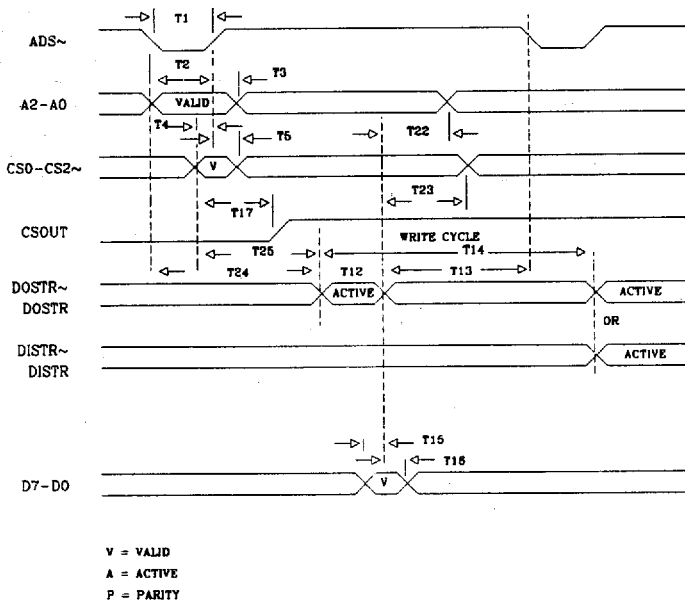 T1
ADS~
T2
T3
A2-A0
VALID
T4
T5
T22
CS0-CS2~
V
T23
T17
CSOUT
WRITE CYCLE
T25
T14
T24
T12
T13
DOSTR~
DOSTR
ACTIVE
ACTIVE
OR
DISTR~
DISTR
ACTIVE
T15
T16
D7-D0
V
V = VALID
A = ACTIVE
P = PARITY